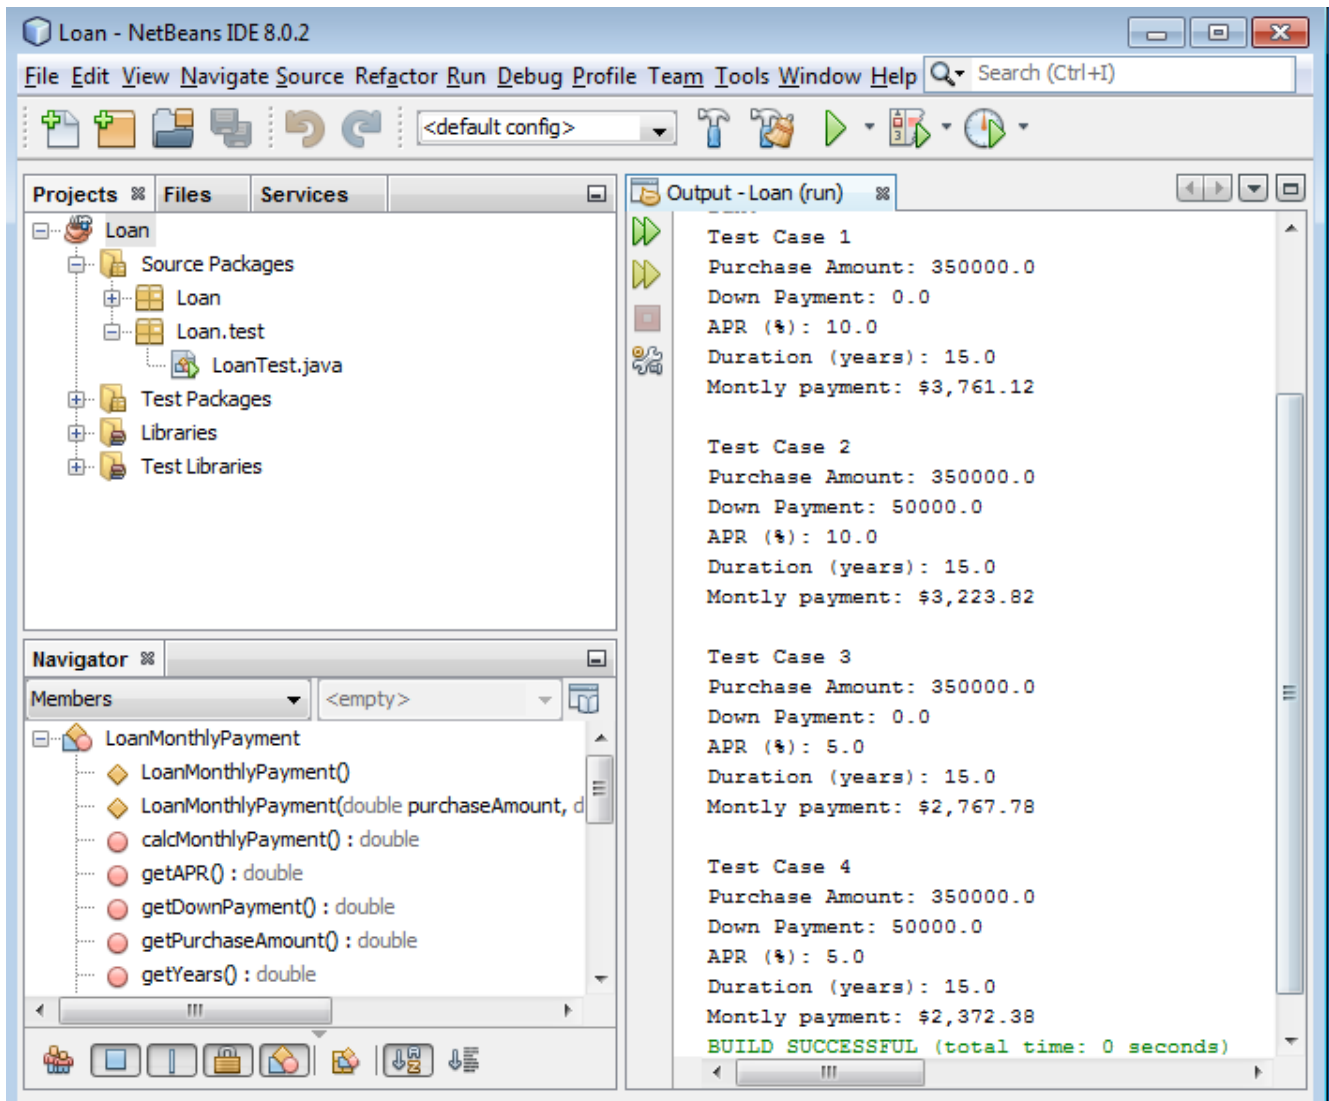 Loan - NetBeans IDE 8.0.2
File Edit View Navigate Source Refactor Run Debug Profile Team Tools Window Help Search (Ctrl+I)
<default config>
Projects Files Services
Loan
Source Packages
Loan
Loan.test
LoanTest.java
Test Packages
Libraries
Test Libraries
Navigator
Members <empty>
LoanMonthlyPayment
LoanMonthlyPayment()
LoanMonthlyPayment(double purchaseAmount, d
calcMonthlyPayment() : double
getAPR() : double
getDownPayment() : double
getPurchaseAmount() : double
getYears() : double
Output - Loan (run)
Test Case 1
Purchase Amount: 350000.0
Down Payment: 0.0
APR (%): 10.0
Duration (years): 15.0
Montly payment: $3,761.12
Test Case 2
Purchase Amount: 350000.0
Down Payment: 50000.0
APR (%): 10.0
Duration (years): 15.0
Montly payment: $3,223.82
Test Case 3
Purchase Amount: 350000.0
Down Payment: 0.0
APR (%): 5.0
Duration (years): 15.0
Montly payment: $2,767.78
Test Case 4
Purchase Amount: 350000.0
Down Payment: 50000.0
APR (%): 5.0
Duration (years): 15.0
Montly payment: $2,372.38
BUILD SUCCESSFUL (total time: 0 seconds)